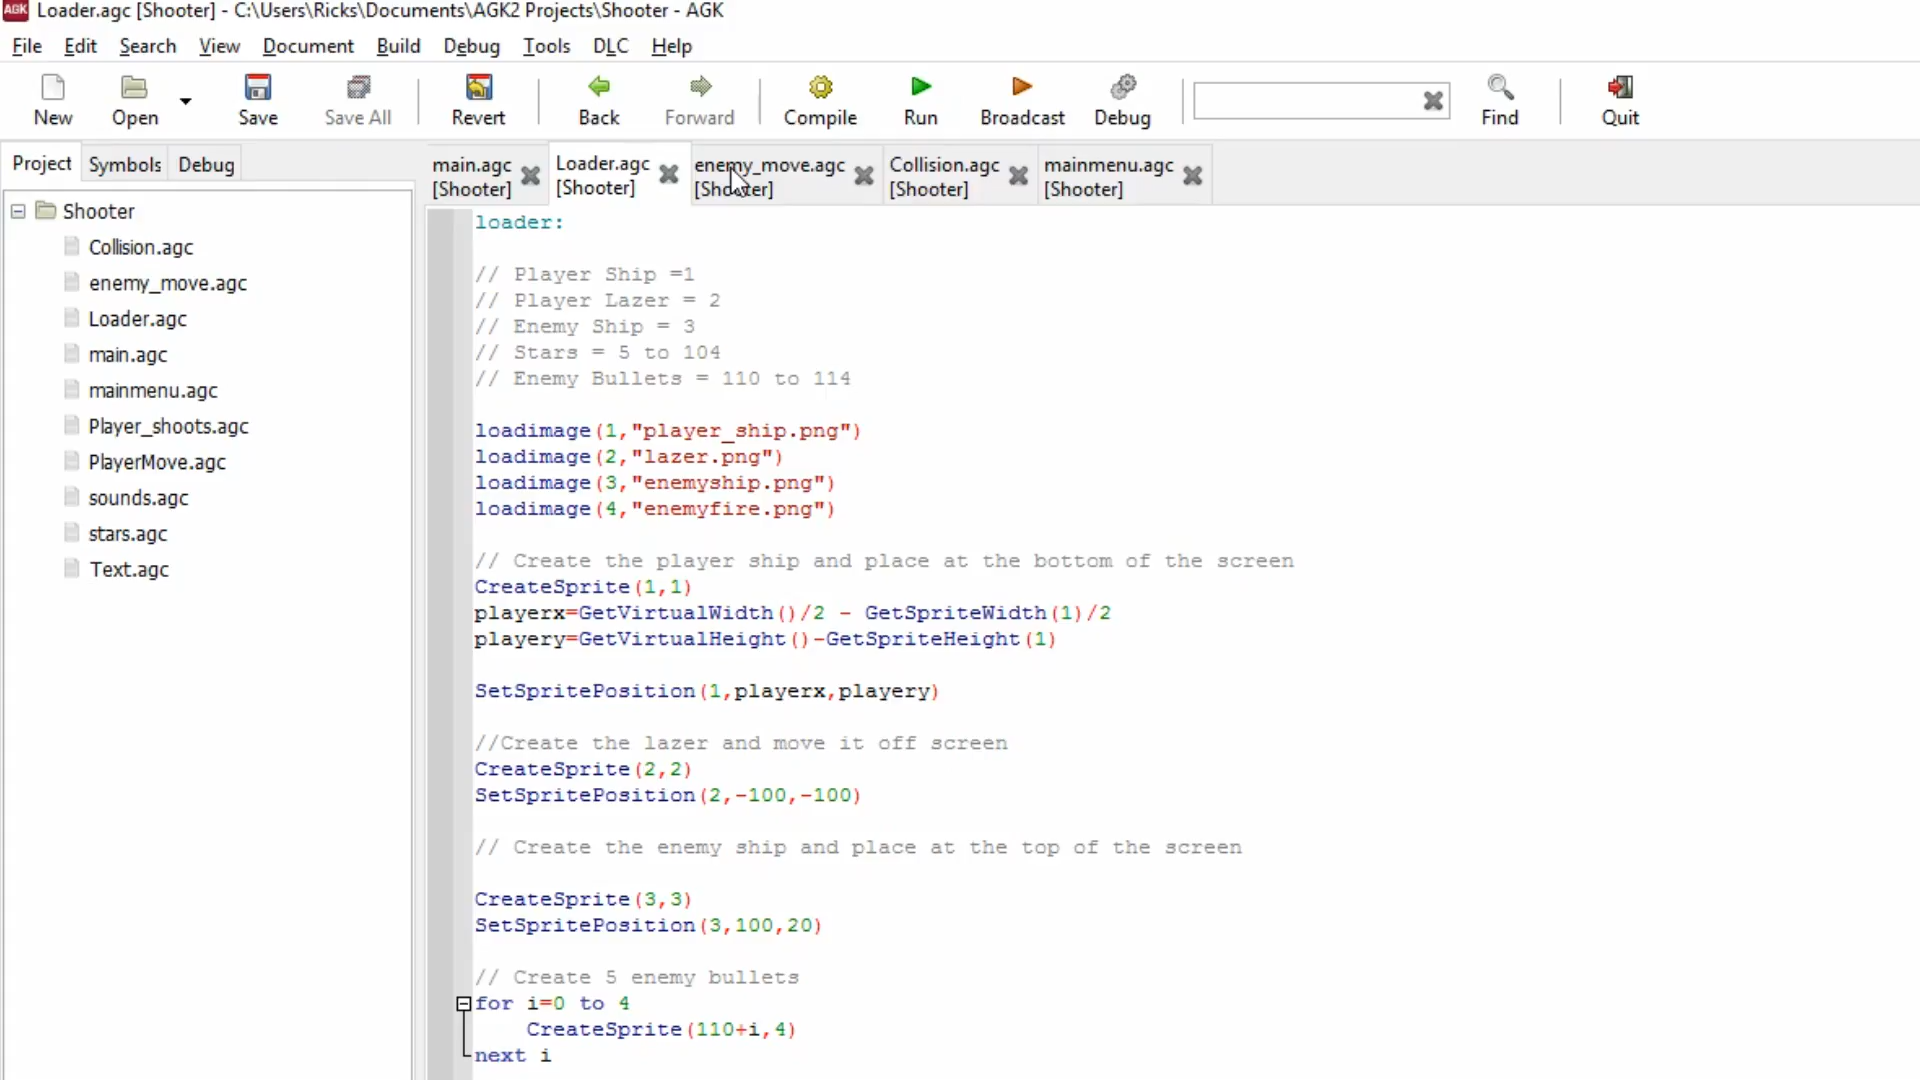 AGK Loader.agc [Shooter] - C:\Users\Ricks\Documents\AGK2 Projects\Shooter - AGK
File Edit Search View Document Build Debug Tools DLC Help
New Open Save Save All Revert Back Forward Compile Run Broadcast Debug Find Quit
Project Symbols Debug
main.agc [Shooter]
Loader.agc [Shooter]
enemy_move.agc [Shooter]
Collision.agc [Shooter]
mainmenu.agc [Shooter]
Shooter
Collision.agc
enemy_move.agc
Loader.agc
main.agc
mainmenu.agc
Player_shoots.agc
PlayerMove.agc
sounds.agc
stars.agc
Text.agc
loader:
// Player Ship =1
// Player Lazer = 2
// Enemy Ship = 3
// Stars = 5 to 104
// Enemy Bullets = 110 to 114
loadimage(1,"player_ship.png")
loadimage(2,"lazer.png")
loadimage(3,"enemyship.png")
loadimage(4,"enemyfire.png")
// Create the player ship and place at the bottom of the screen
CreateSprite(1,1)
playerx=GetVirtualWidth()/2 - GetSpriteWidth(1)/2
playery=GetVirtualHeight()-GetSpriteHeight(1)
SetSpritePosition(1,playerx,playery)
//Create the lazer and move it off screen
CreateSprite(2,2)
SetSpritePosition(2,-100,-100)
// Create the enemy ship and place at the top of the screen
CreateSprite(3,3)
SetSpritePosition(3,100,20)
// Create 5 enemy bullets
for i=0 to 4
CreateSprite(110+i,4)
next i